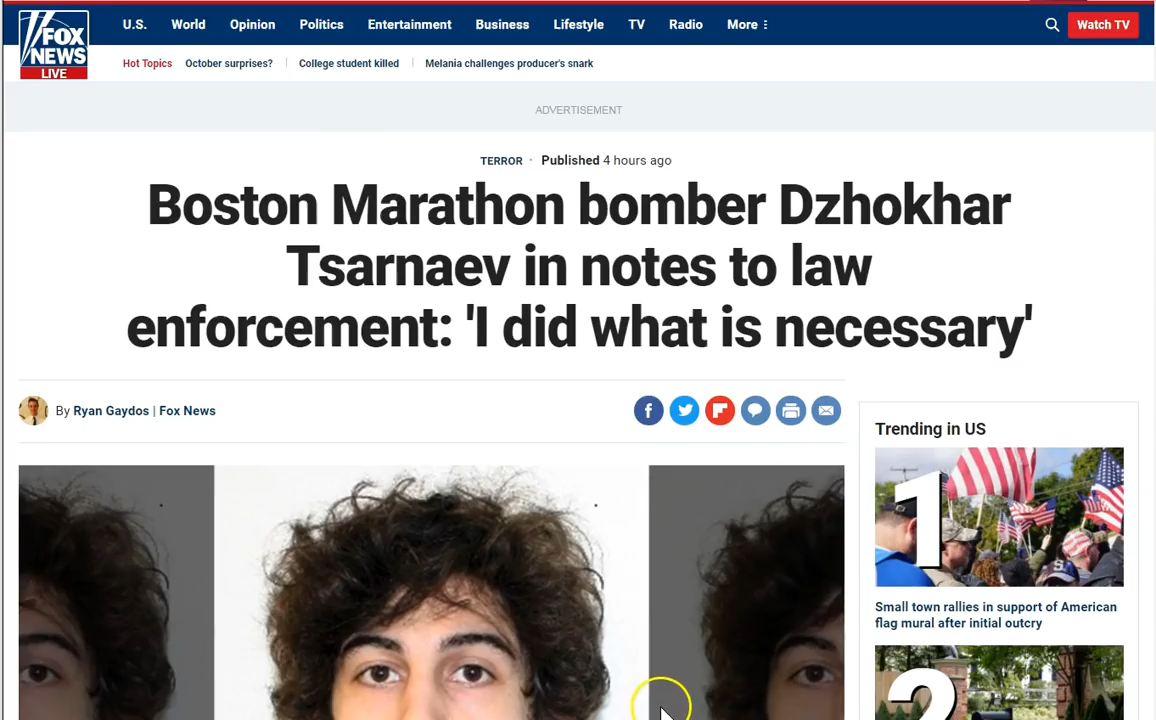 FOX
NEWS
LIVE
U.S. World Opinion Politics Entertainment Business Lifestyle TV Radio More Watch TV
Hot Topics October surprises? College student killed Melania challenges producer's snark
ADVERTISEMENT
TERROR · Published 4 hours ago
Boston Marathon bomber Dzhokhar
Tsarnaev in notes to law
enforcement: 'I did what is necessary'
By Ryan Gaydos | Fox News
Trending in US
1
Small town rallies in support of American
flag mural after initial outcry
2